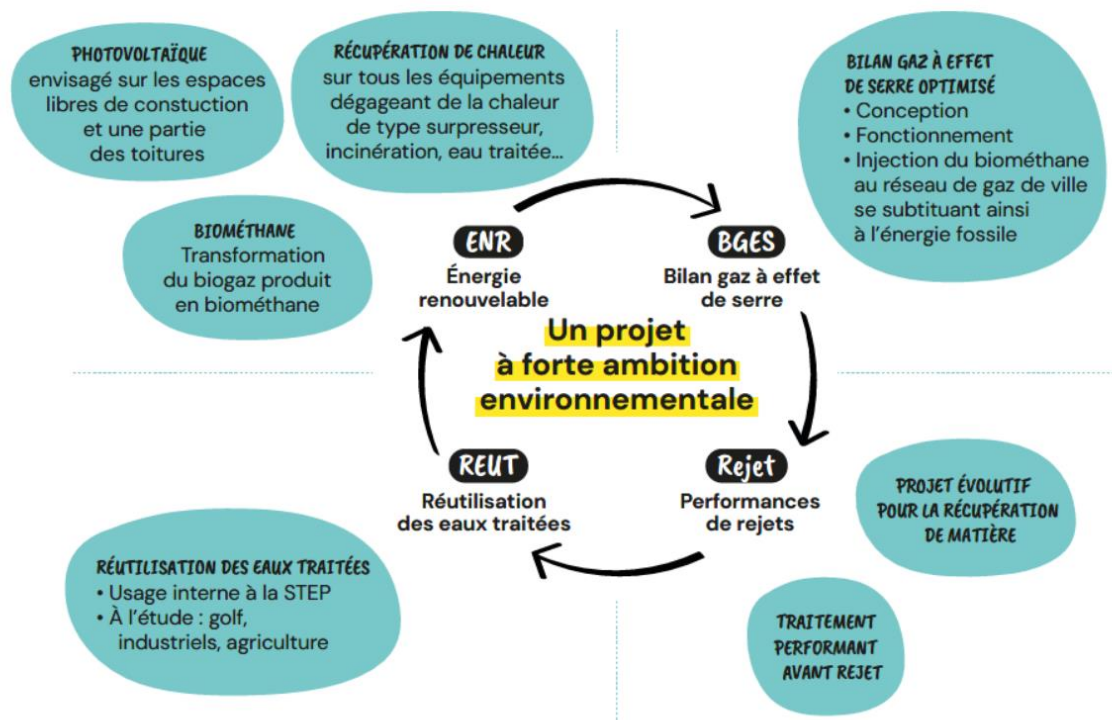 PHOTOVOLTAÏQUE
envisagé sur les espaces
libres de constuction
et une partie
des toitures
RÉCUPÉRATION DE CHALEUR
sur tous les équipements
dégageant de la chaleur
de type surpresseur,
incinération, eau traitée...
BIOMÉTHANE
Transformation
du biogaz produit
en biométhane
BILAN GAZ À EFFET
DE SERRE OPTIMISÉ
• Conception
• Fonctionnement
• Injection du biométhane
au réseau de gaz de ville
se subtituant ainsi
à l'énergie fossile
ENR
Énergie
renouvelable
BGES
Bilan gaz à effet
de serre
Un projet
à forte ambition
environnementale
REUT
Réutilisation
des eaux traitées
Rejet
Performances
de rejets
RÉUTILISATION DES EAUX TRAITÉES
• Usage interne à la STEP
• À l'étude : golf,
industriels, agriculture
PROJET ÉVOLUTIF
POUR LA RÉCUPÉRATION
DE MATIÈRE
TRAITEMENT
PERFORMANT
AVANT REJET